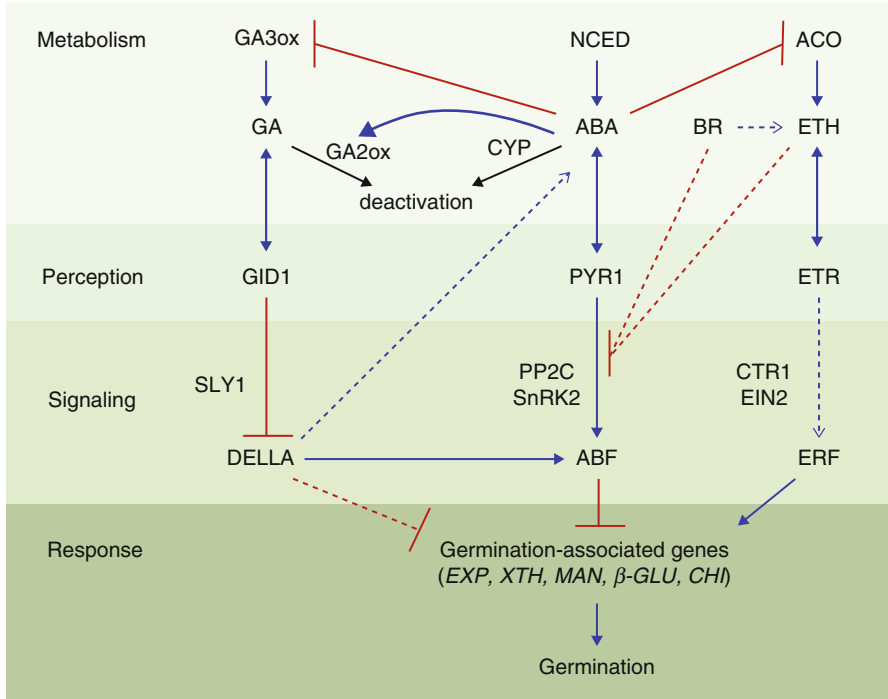 Metabolism
GA3ox
NCED
ACO
GA
GA2ox
CYP
ABA
BR
ETH
deactivation
Perception
GID1
PYR1
ETR
Signaling
SLY1
PP2C
SnRK2
CTR1
EIN2
DELLA
ABF
ERF
Response
Germination-associated genes
(EXP, XTH, MAN, β-GLU, CHI)
Germination